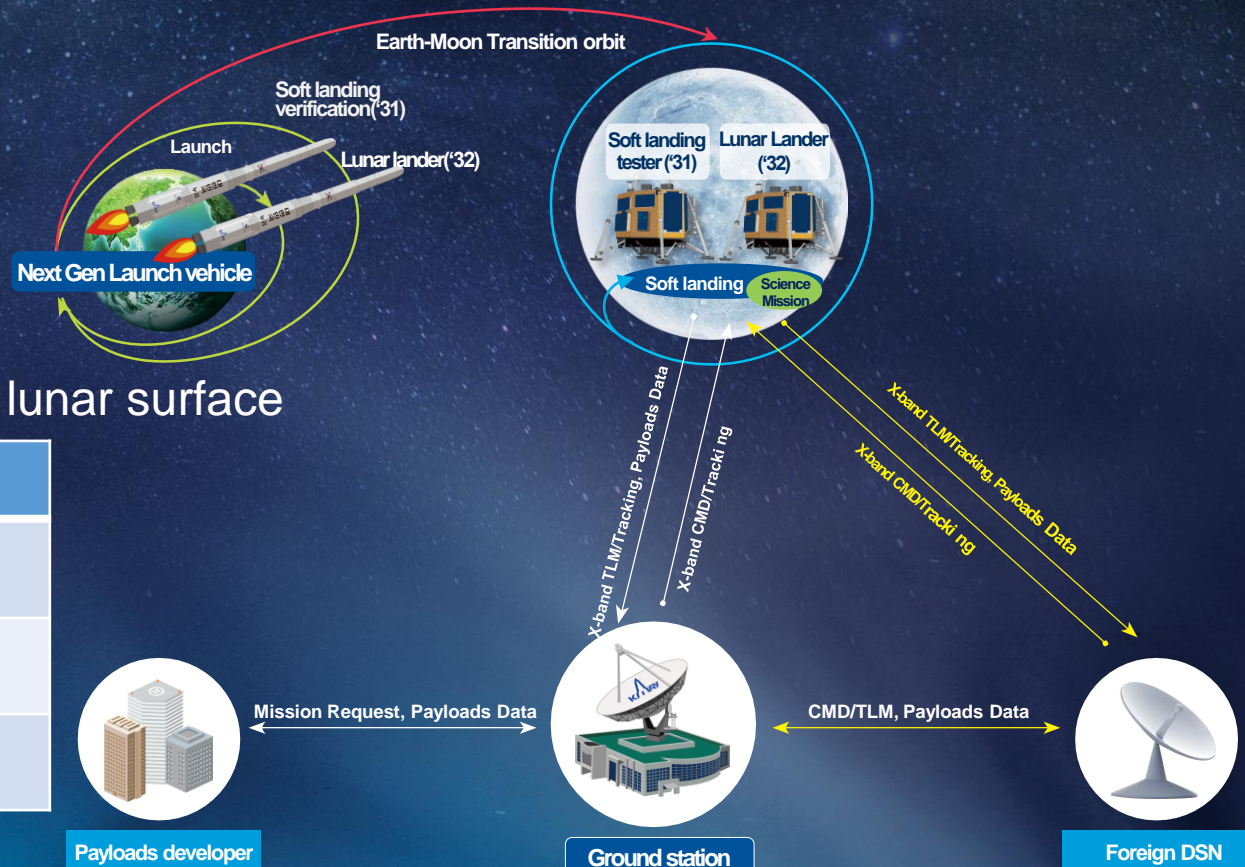 Earth-Moon Transition orbit
Soft landing
verification('31)
Launch
Lunar lander('32)
Next Gen Launch vehicle
Soft landing
tester ('31)
Lunar Lander
('32)
Soft landing
Science
Mission
lunar surface
X-band TLM/Tracking, Payloads Data
X-band CMD/Tracki ng
X-band TLM/Tracking, Payloads Data
X-band CMD/Tracki ng
Mission Request, Payloads Data
KARI
CMD/TLM, Payloads Data
Payloads developer
Ground station
Foreign DSN